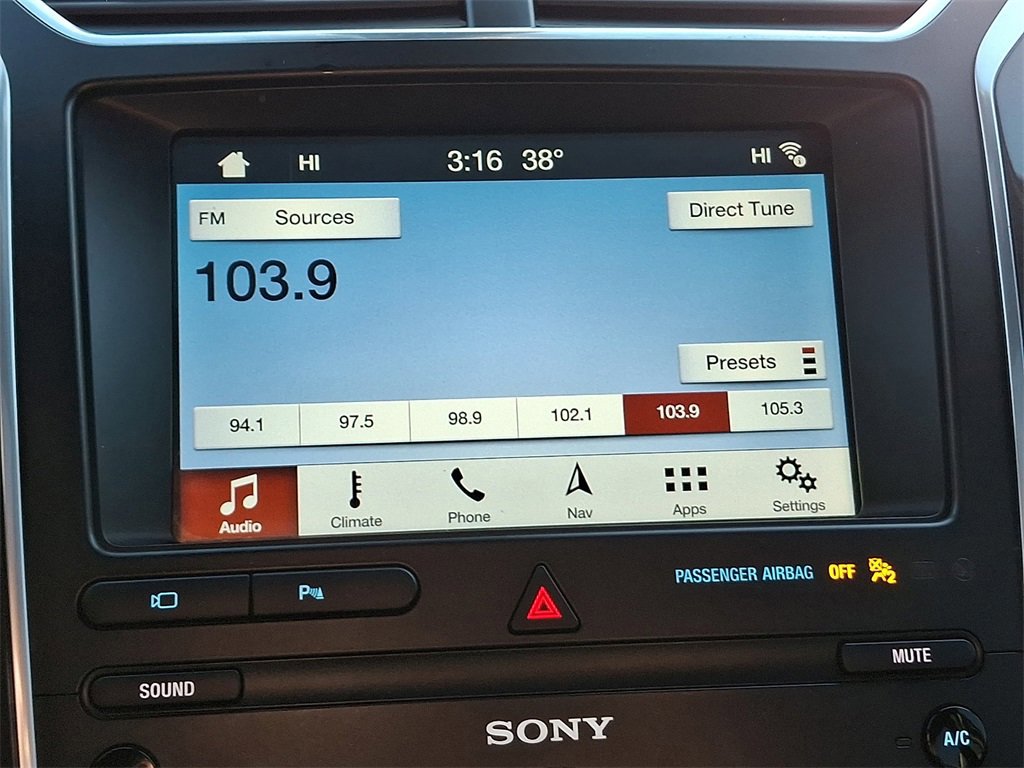 HI 3:16 38° HI
FM Sources Direct Tune
103.9
Presets
94.1 97.5 98.9 102.1 103.9 105.3
Audio Climate Phone Nav Apps Settings
PASSENGER AIRBAG OFF 2
P
SOUND MUTE
SONY
A/C